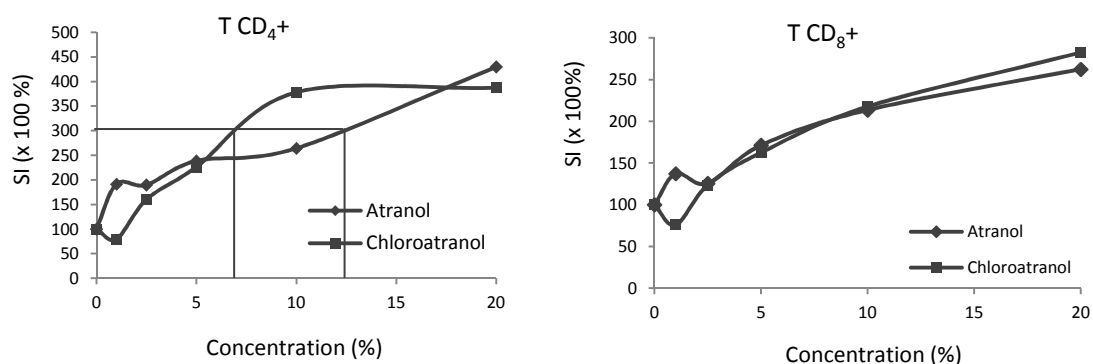 T CD4+
500
450
400
350
300
250
200
150
100
50
0
SI (x 100 %)
Atranol
Chloroatranol
0 5 10 15 20
Concentration (%)
T CD8+
300
250
200
150
100
50
0
SI (x 100%)
Atranol
Chloroatranol
0 5 10 15 20
Concentration (%)